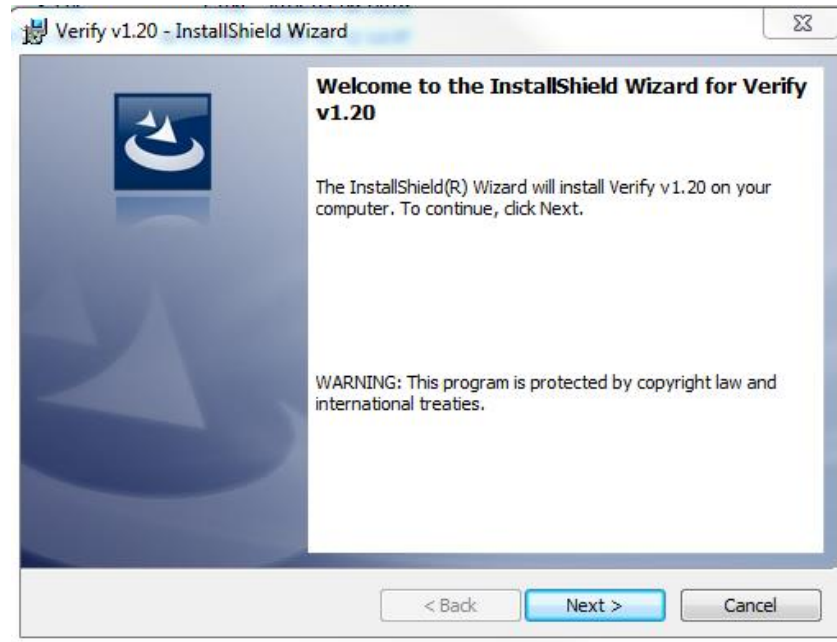 Verify v1.20 - InstallShield Wizard
Welcome to the InstallShield Wizard for Verify
v1.20
The InstallShield(R) Wizard will install Verify v1.20 on your
computer. To continue, click Next.
WARNING: This program is protected by copyright law and
international treaties.
< Back
Next >
Cancel